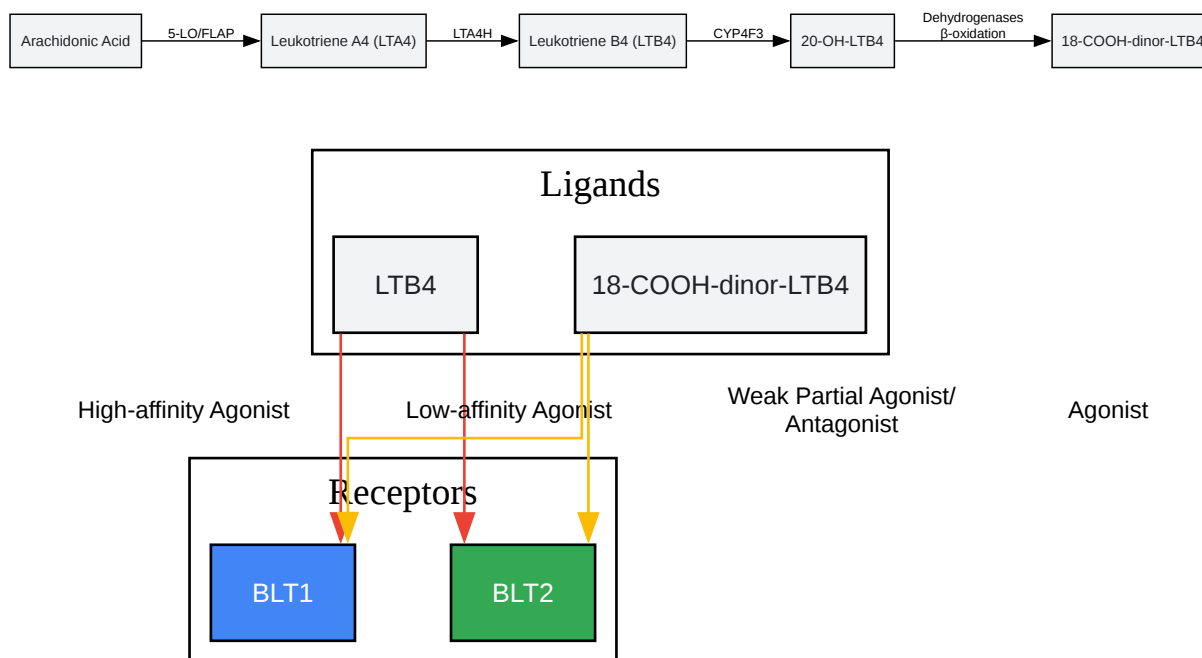 Dehydrogenases
β-oxidation
Arachidonic Acid 5-LO/FLAP Leukotriene A4 (LTA4) LTA4H Leukotriene B4 (LTB4) CYP4F3 20-OH-LTB4 18-COOH-dinor-LTB4
Ligands
LTB4 18-COOH-dinor-LTB4
High-affinity Agonist Low-affinity Agonist Weak Partial Agonist/
Antagonist Agonist
Receptors
BLT1 BLT2